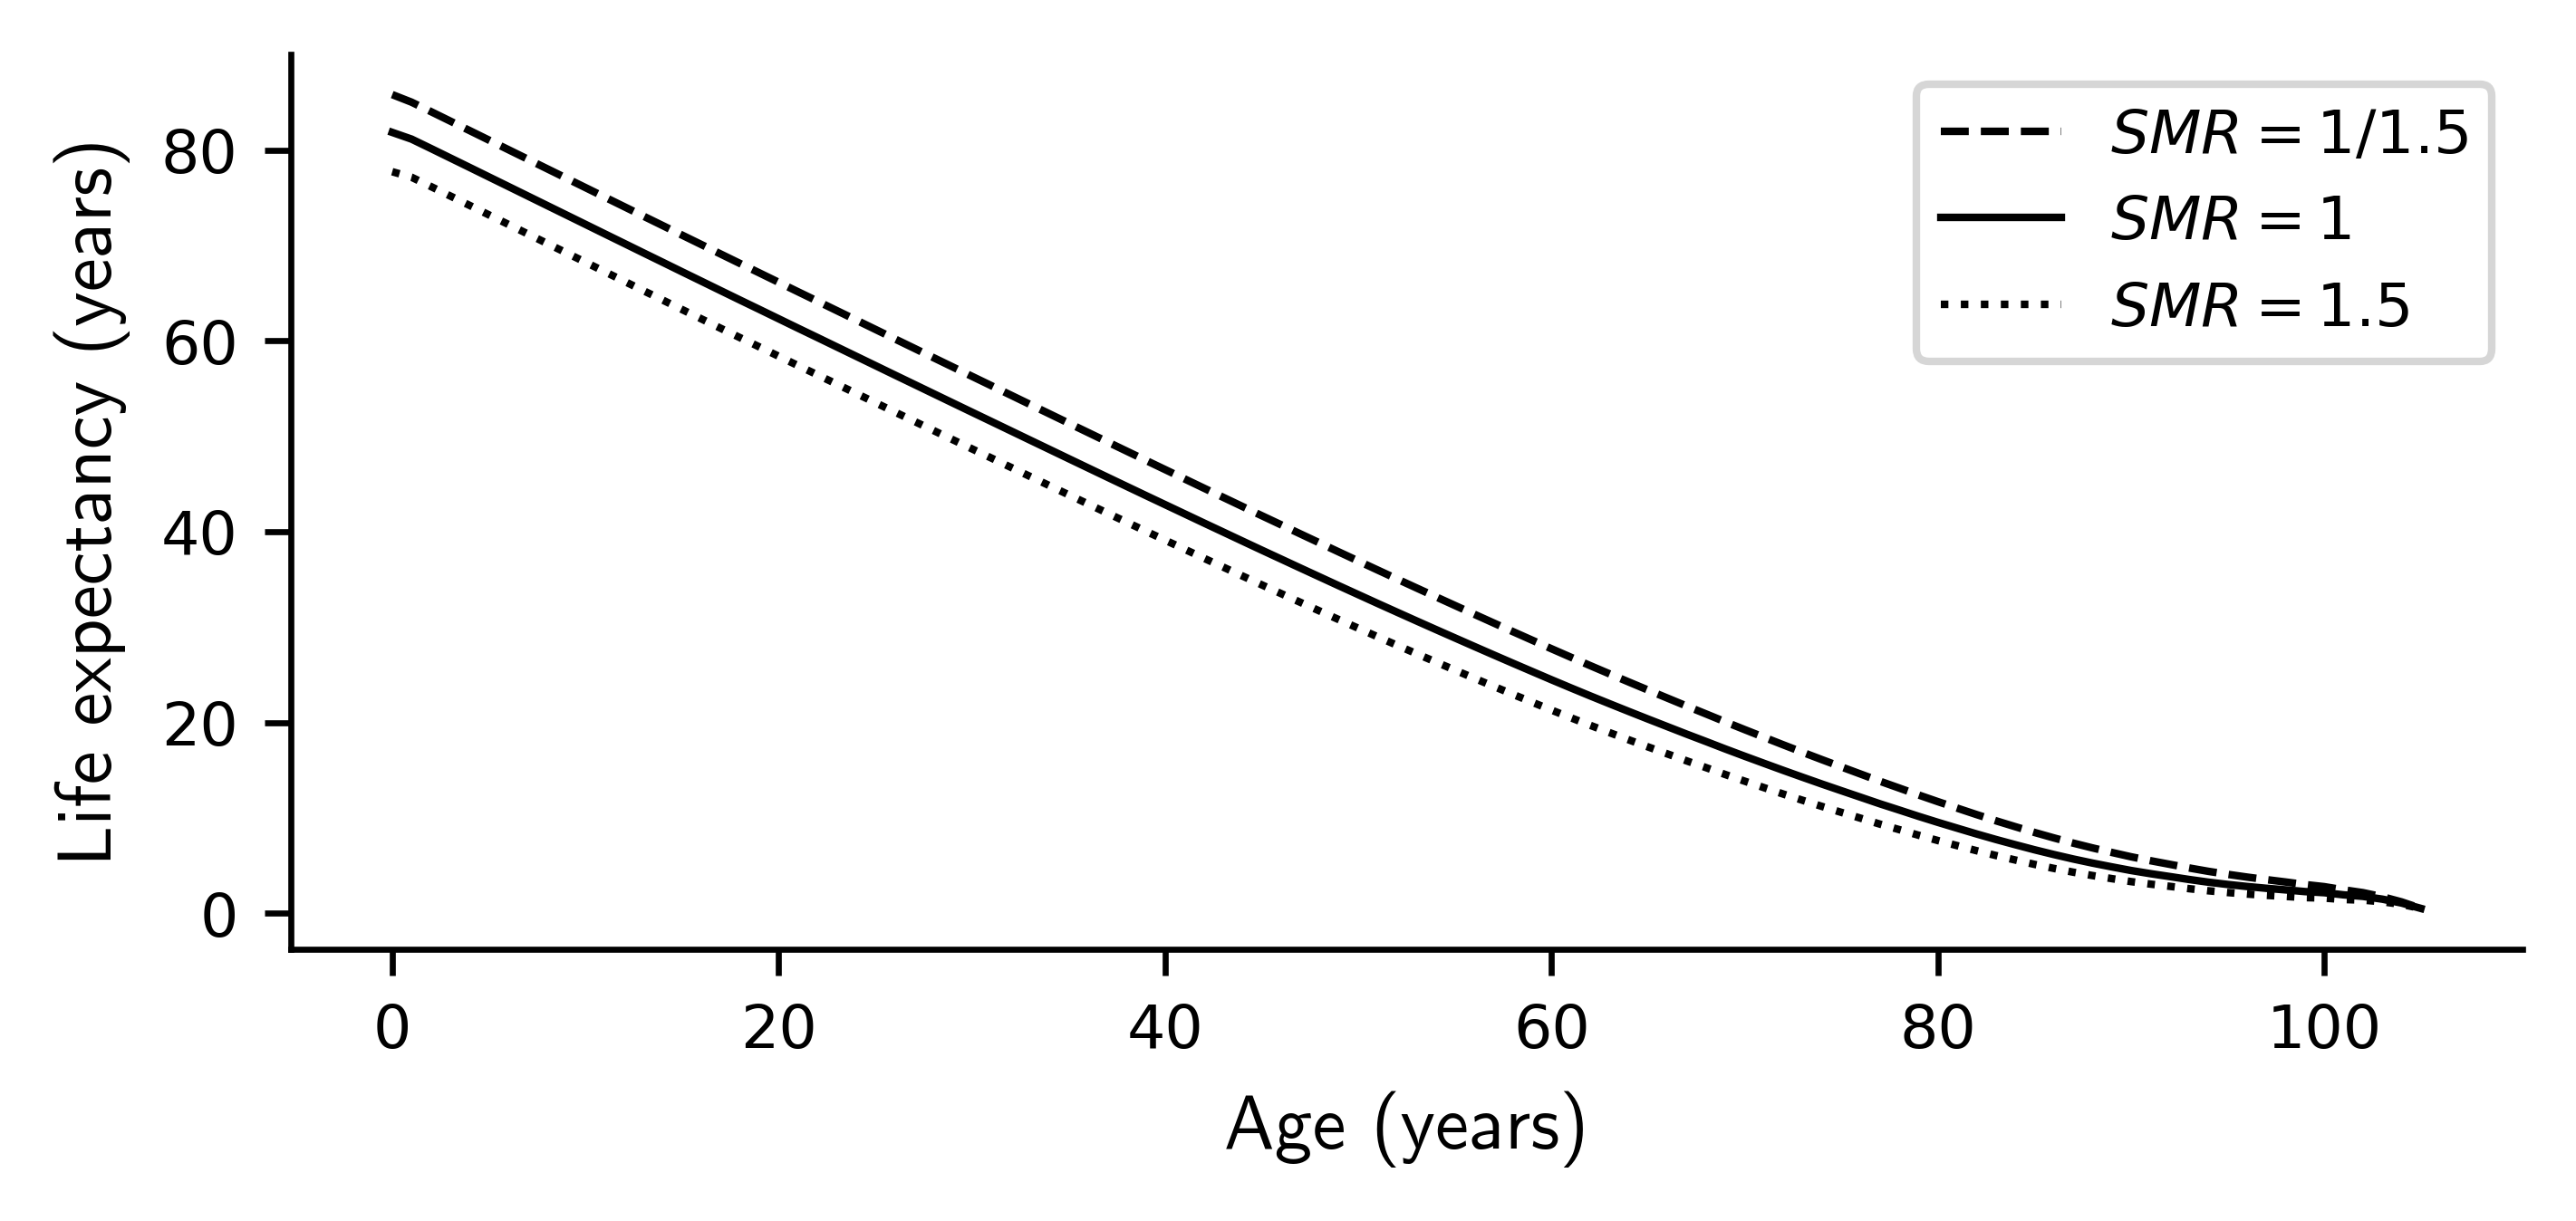 Life expectancy (years)
80
60
40
20
0
SMR = 1/1.5
SMR = 1
SMR = 1.5
0 20 40 60 80 100
Age (years)